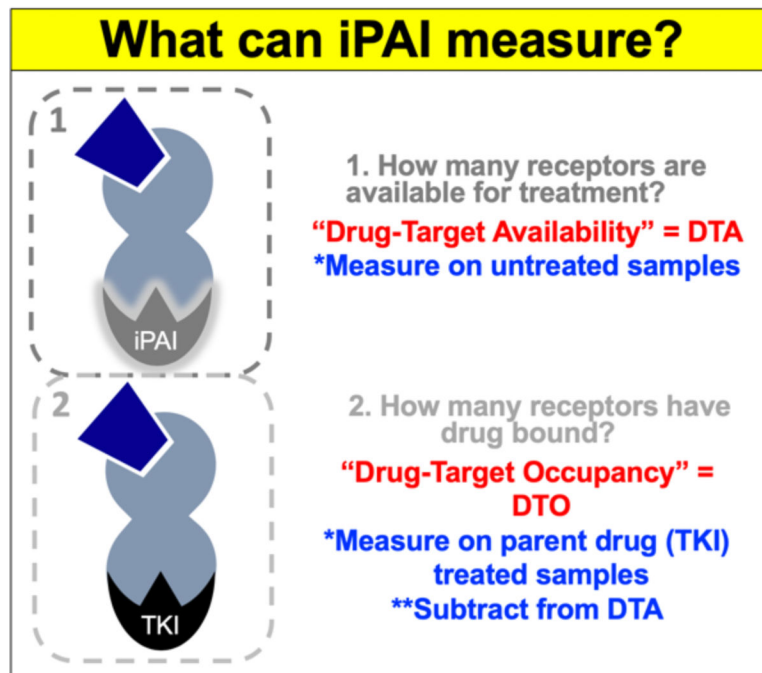 What can iPAI measure?
1
1. How many receptors are
available for treatment?
“Drug-Target Availability” = DTA
*Measure on untreated samples
iPAI
2
2. How many receptors have
drug bound?
“Drug-Target Occupancy” =
DTO
*Measure on parent drug (TKI)
treated samples
**Subtract from DTA
TKI